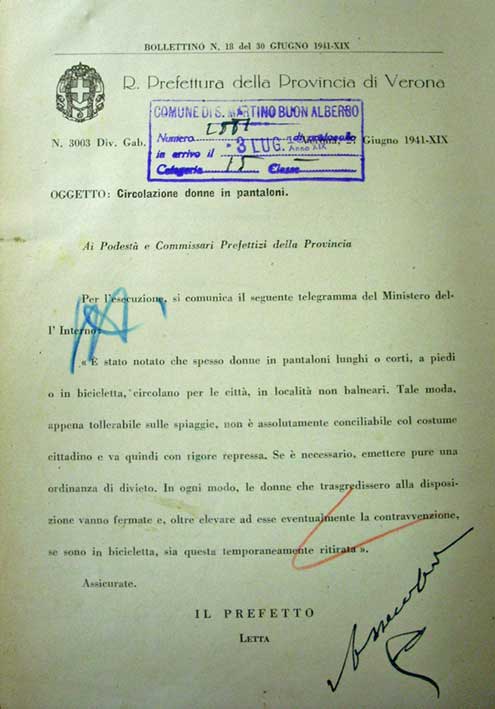 BOLLETTINO N. 18 del 30 GIUGNO 1941-XIX
R. Prefettura della Provincia di Verona
COMUNE DI S. MARTINO BUON ALBERGO
Numero di protocollo
N. 3003 Div. Gab. in arrivo il 3 LUG. Anno XIX Giugno 1941-XIX
Categoria 15 Classe
OGGETTO: Circolazione donne in pantaloni.
Ai Podestà e Commissari Prefettizi della Provincia
Per l'esecuzione, si comunica il seguente telegramma del Ministero del-
l' Interno:
« È stato notato che spesso donne in pantaloni lunghi o corti, a piedi
o in bicicletta, circolano per le città, in località non balneari. Tale moda,
appena tollerabile sulle spiaggie, non è assolutamente conciliabile col costume
cittadino e va quindi con rigore repressa. Se è necessario, emettere pure una
ordinanza di divieto. In ogni modo, le donne che trasgredissero alla disposi-
zione vanno fermate e, oltre elevare ad esse eventualmente la contravvenzione,
se sono in bicicletta, sia questa temporaneamente ritirata ».
Assicurate.
IL PREFETTO
LETTA